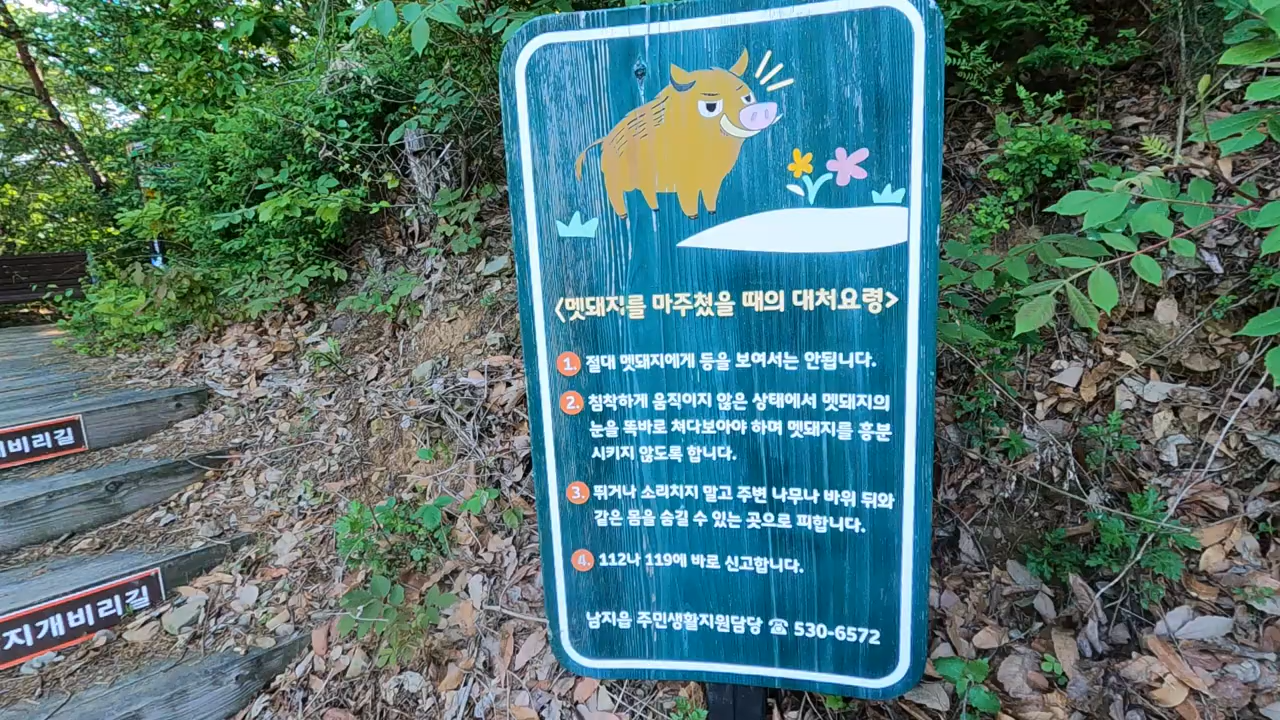 <멧돼지를 마주쳤을 때의 대처요령>
1. 절대 멧돼지에게 등을 보여서는 안됩니다.
2. 침착하게 움직이지 않은 상태에서 멧돼지의
눈을 똑바로 쳐다보아야 하며 멧돼지를 흥분
시키지 않도록 합니다.
3. 뛰거나 소리치지 말고 주변 나무나 바위 뒤와
같은 몸을 숨길 수 있는 곳으로 피합니다.
4. 112나 119에 바로 신고합니다.
남지읍 주민생활지원담당 ☎ 530-6572
비리길
지개비리길